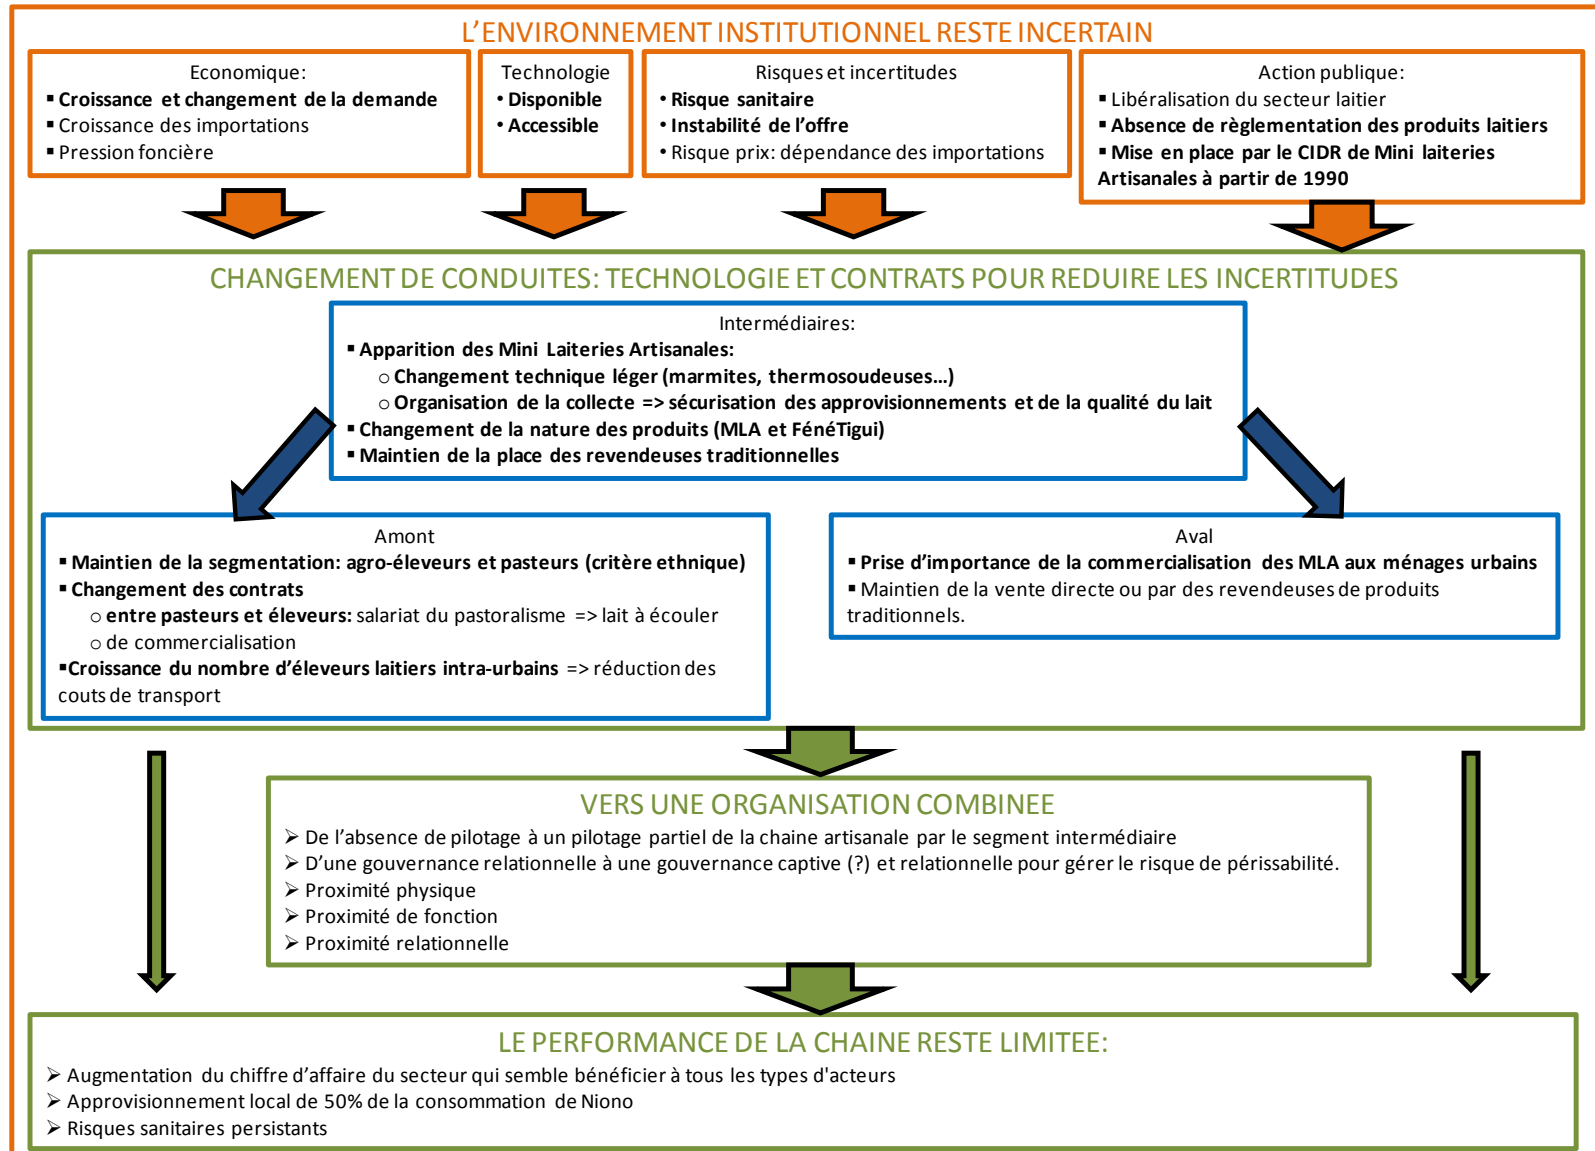 L'ENVIRONNEMENT INSTITUTIONNEL RESTE INCERTAIN
Economique:
▪ Croissance et changement de la demande
▪ Croissance des importations
▪ Pression foncière
Technologie
• Disponible
• Accessible
Risques et incertitudes
• Risque sanitaire
• Instabilité de l'offre
• Risque prix: dépendance des importations
Action publique:
▪ Libéralisation du secteur laitier
▪ Absence de règlementation des produits laitiers
▪ Mise en place par le CIDR de Mini laiteries
Artisanales à partir de 1990
CHANGEMENT DE CONDUITES: TECHNOLOGIE ET CONTRATS POUR REDUIRE LES INCERTITUDES
Intermédiaires:
▪ Apparition des Mini Laiteries Artisanales:
o Changement technique léger (marmites, thermosoudeuses…)
o Organisation de la collecte => sécurisation des approvisionnements et de la qualité du lait
▪ Changement de la nature des produits (MLA et FénéTigui)
▪ Maintien de la place des revendeuses traditionnelles
Amont
▪ Maintien de la segmentation: agro-éleveurs et pasteurs (critère ethnique)
▪ Changement des contrats
o entre pasteurs et éleveurs: salariat du pastoralisme => lait à écouler
o de commercialisation
▪Croissance du nombre d'éleveurs laitiers intra-urbains => réduction des
couts de transport
Aval
▪ Prise d'importance de la commercialisation des MLA aux ménages urbains
▪ Maintien de la vente directe ou par des revendeuses de produits
traditionnels.
VERS UNE ORGANISATION COMBINEE
➢ De l'absence de pilotage à un pilotage partiel de la chaine artisanale par le segment intermédiaire
➢ D'une gouvernance relationnelle à une gouvernance captive (?) et relationnelle pour gérer le risque de périssabilité.
➢ Proximité physique
➢ Proximité de fonction
➢ Proximité relationnelle
LE PERFORMANCE DE LA CHAINE RESTE LIMITEE:
➢ Augmentation du chiffre d'affaire du secteur qui semble bénéficier à tous les types d'acteurs
➢ Approvisionnement local de 50% de la consommation de Niono
➢ Risques sanitaires persistants